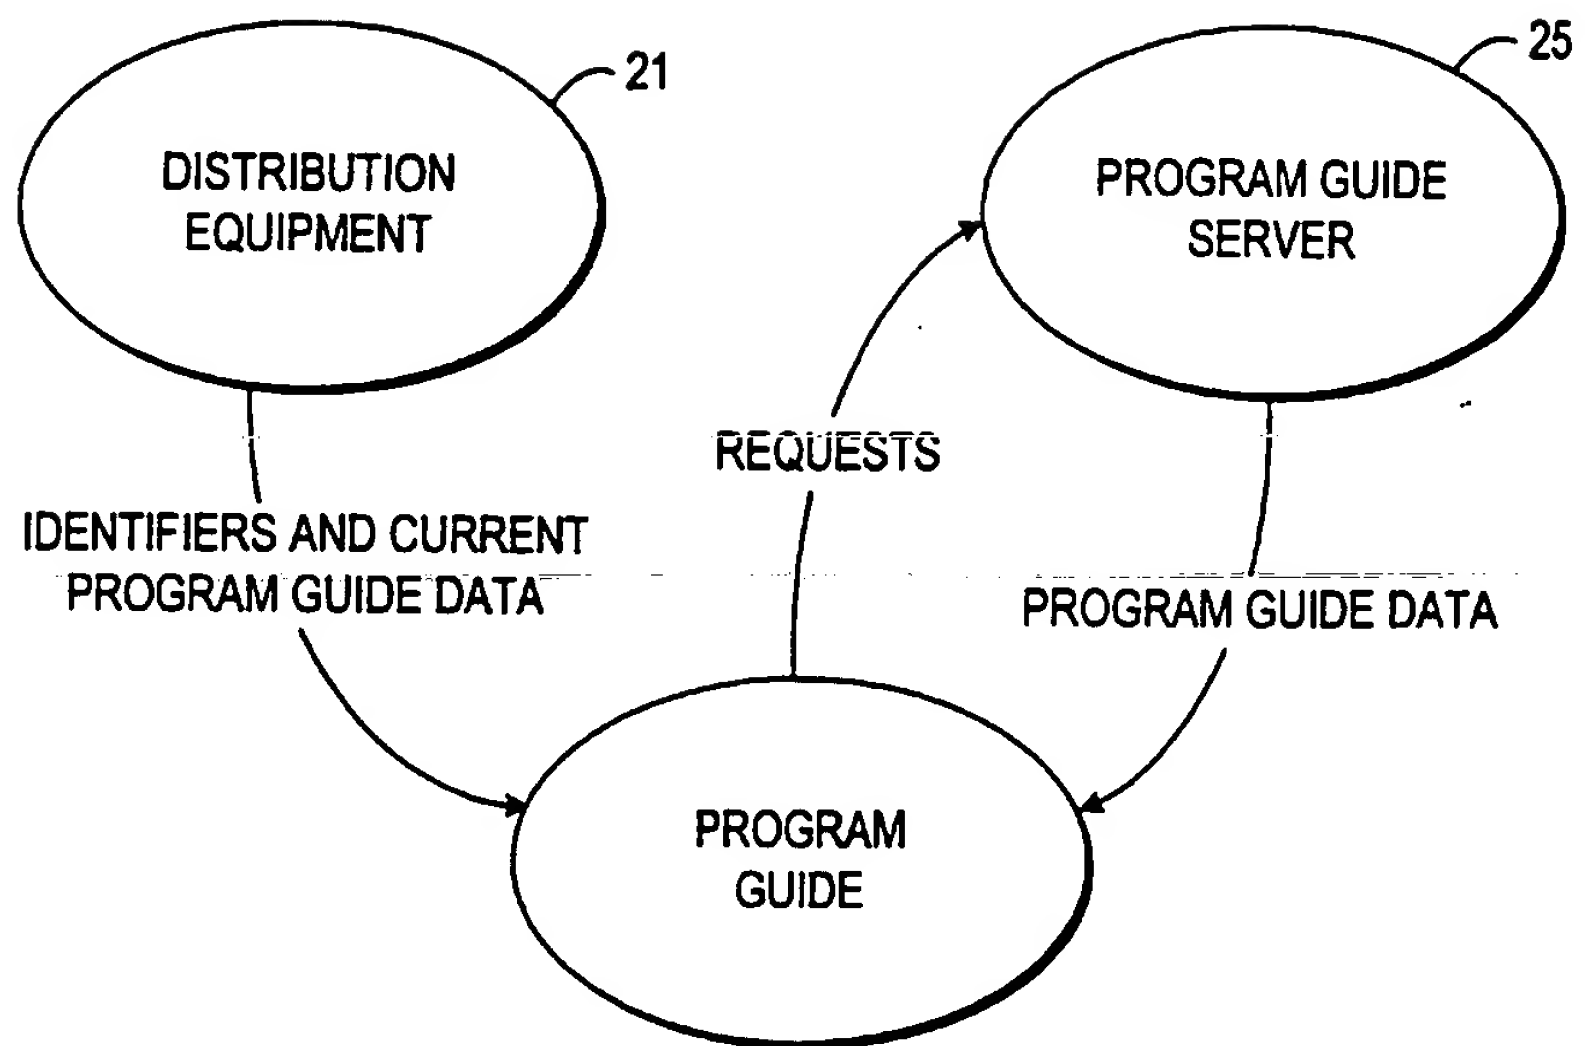 21
DISTRIBUTION
EQUIPMENT
25
PROGRAM GUIDE
SERVER
REQUESTS
IDENTIFIERS AND CURRENT
PROGRAM GUIDE DATA
PROGRAM GUIDE DATA
PROGRAM
GUIDE